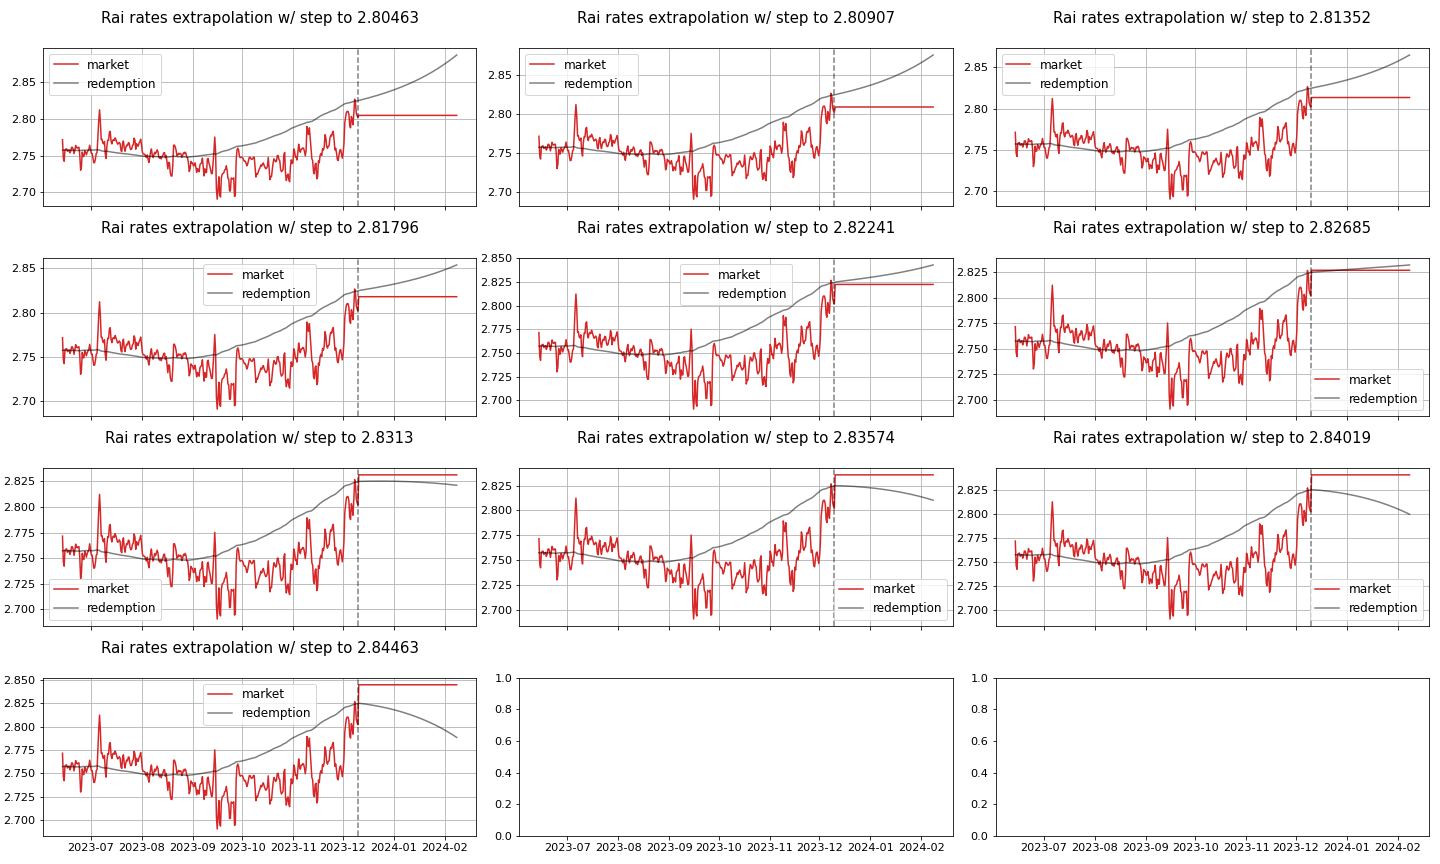 Rai rates extrapolation w/ step to 2.80463
market
redemption
2.85
2.80
2.75
2.70
Rai rates extrapolation w/ step to 2.80907
market
redemption
2.85
2.80
2.75
2.70
Rai rates extrapolation w/ step to 2.81352
market
redemption
2.85
2.80
2.75
2.70
Rai rates extrapolation w/ step to 2.81796
market
redemption
2.85
2.80
2.75
2.70
Rai rates extrapolation w/ step to 2.82241
market
redemption
2.850
2.825
2.800
2.775
2.750
2.725
2.700
Rai rates extrapolation w/ step to 2.82685
2.825
2.800
2.775
2.750
2.725
2.700
market
redemption
Rai rates extrapolation w/ step to 2.8313
2.825
2.800
2.775
2.750
2.725
2.700
market
redemption
Rai rates extrapolation w/ step to 2.83574
2.825
2.800
2.775
2.750
2.725
2.700
market
redemption
Rai rates extrapolation w/ step to 2.84019
2.825
2.800
2.775
2.750
2.725
2.700
market
redemption
Rai rates extrapolation w/ step to 2.84463
market
redemption
2.850
2.825
2.800
2.775
2.750
2.725
2.700
2023-07 2023-08 2023-09 2023-10 2023-11 2023-12 2024-01 2024-02
1.0
0.8
0.6
0.4
0.2
0.0
2023-07 2023-08 2023-09 2023-10 2023-11 2023-12 2024-01 2024-02
1.0
0.8
0.6
0.4
0.2
0.0
2023-07 2023-08 2023-09 2023-10 2023-11 2023-12 2024-01 2024-02